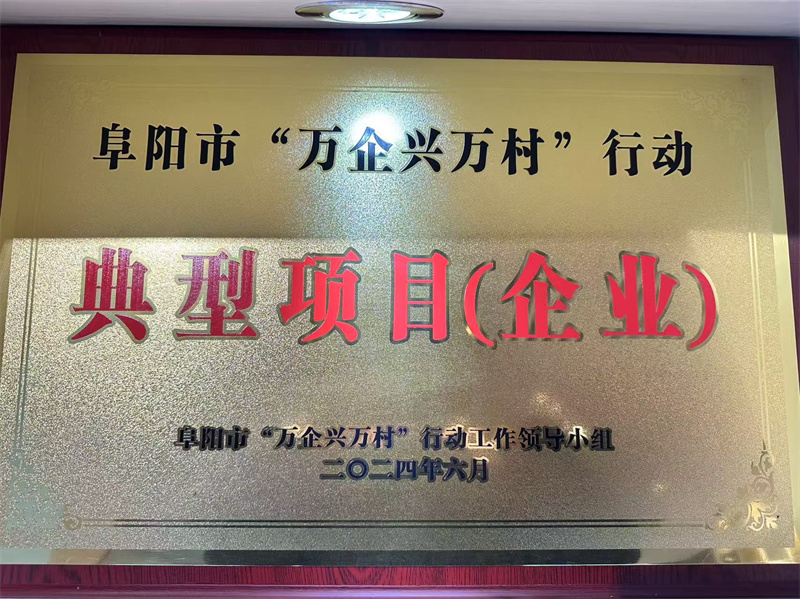 阜阳市“万企兴万村”行动
典型项目(企业)
阜阳市“万企兴万村”行动工作领导小组
二〇二四年六月